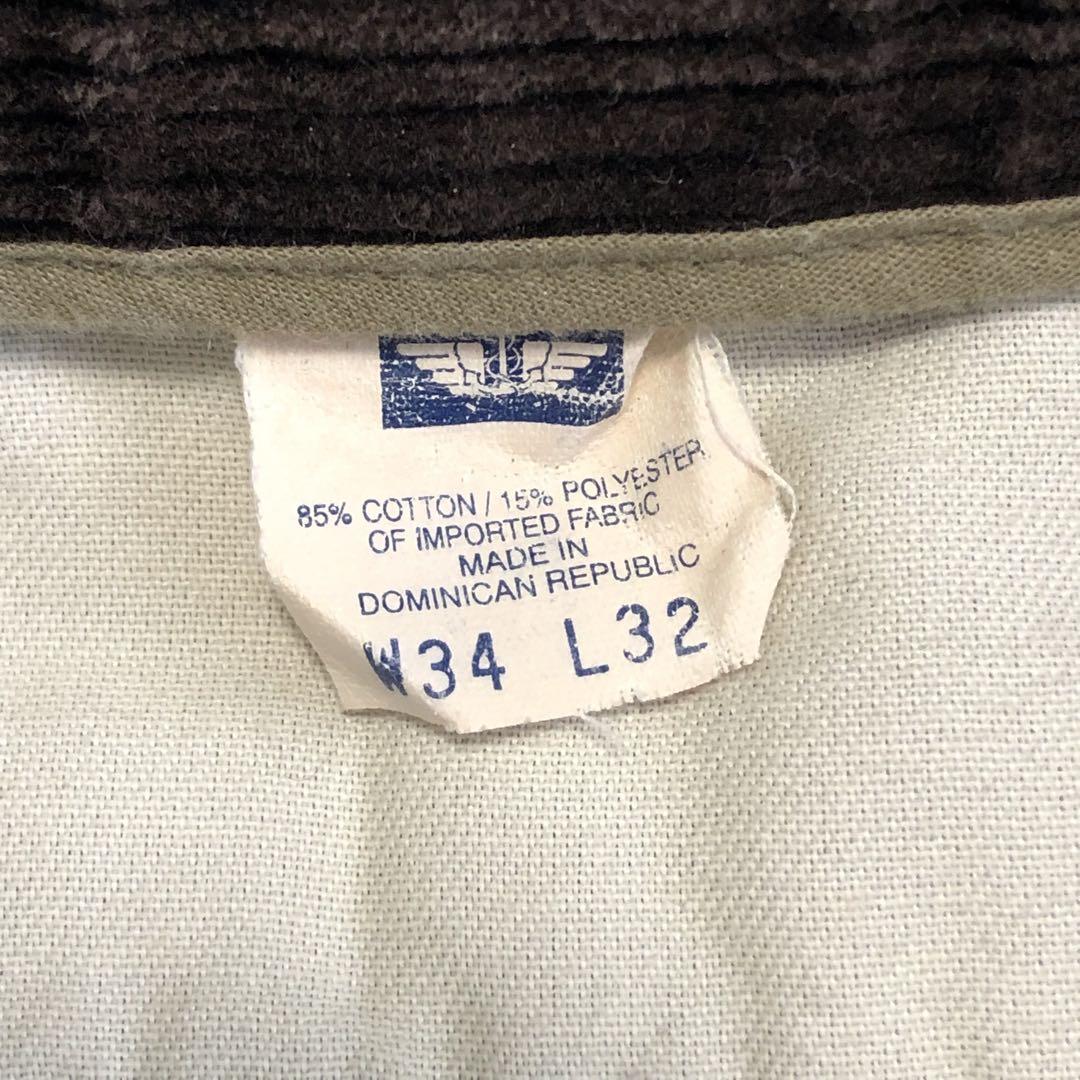 85% COTTON / 15% POLYESTER
OF IMPORTED FABRIC
MADE IN
DOMINICAN REPUBLIC
W34 L32